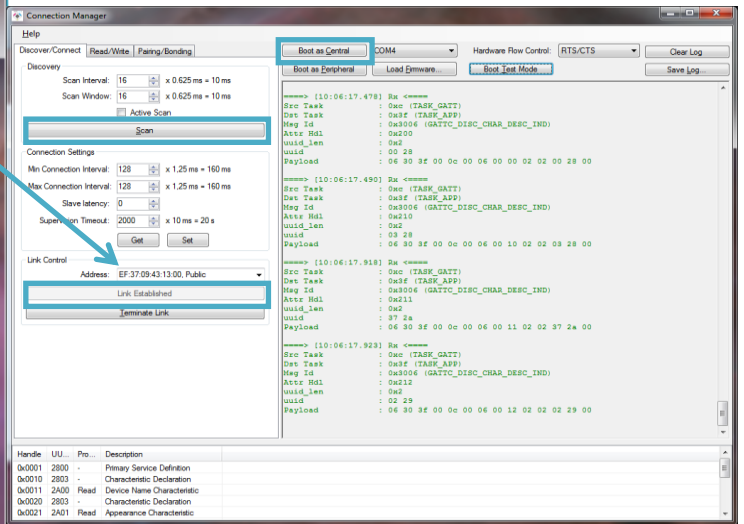 Connection Manager
Help
Discover/Connect Read/Write Pairing/Bonding
Discovery
Scan Interval: 16 x 0.625 ms = 10 ms
Scan Window: 16 x 0.625 ms = 10 ms
Active Scan
Scan
Connection Settings
Min Connection Interval: 128 x 1,25 ms = 160 ms
Max Connection Interval: 128 x 1,25 ms = 160 ms
Slave latency: 0
Supervision Timeout: 2000 x 10 ms = 20 s
Get Set
Link Control
Address: EF:37:09:43:13:00, Public
Link Established
Terminate Link
Boot as Central COM4 Hardware Flow Control: RTS/CTS Clear Log
Boot as Peripheral Load Firmware... Boot Test Mode Save Log...
====> [10:06:17.478] Rx <====
Src Task : 0xc (TASK_GATT)
Dst Task : 0x3f (TASK_APP)
Msg Id : 0x3006 (GATTC_DISC_CHAR_DESC_IND)
Attr Hdl : 0x200
uuid_len : 0x2
uuid : 00 28
Payload : 06 30 3f 00 0c 00 06 00 00 02 02 00 28 00
====> [10:06:17.490] Rx <====
Src Task : 0xc (TASK_GATT)
Dst Task : 0x3f (TASK_APP)
Msg Id : 0x3006 (GATTC_DISC_CHAR_DESC_IND)
Attr Hdl : 0x210
uuid_len : 0x2
uuid : 03 28
Payload : 06 30 3f 00 0c 00 06 00 10 02 02 03 28 00
====> [10:06:17.918] Rx <====
Src Task : 0xc (TASK_GATT)
Dst Task : 0x3f (TASK_APP)
Msg Id : 0x3006 (GATTC_DISC_CHAR_DESC_IND)
Attr Hdl : 0x211
uuid_len : 0x2
uuid : 37 2a
Payload : 06 30 3f 00 0c 00 06 00 11 02 02 37 2a 00
====> [10:06:17.923] Rx <====
Src Task : 0xc (TASK_GATT)
Dst Task : 0x3f (TASK_APP)
Msg Id : 0x3006 (GATTC_DISC_CHAR_DESC_IND)
Attr Hdl : 0x212
uuid_len : 0x2
uuid : 02 29
Payload : 06 30 3f 00 0c 00 06 00 12 02 02 02 29 00
Handle UU... Pro... Description
0x0001 2800 - Primary Service Definition
0x0010 2803 - Characteristic Declaration
0x0011 2A00 Read Device Name Characteristic
0x0020 2803 - Characteristic Declaration
0x0021 2A01 Read Appearance Characteristic